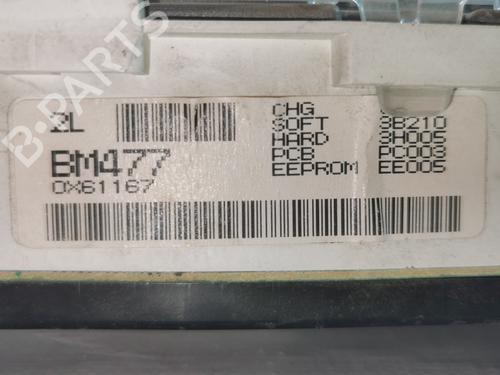 2L
BM477
0X61167
CHG
SOFT 3B210
HARD 3H005
PCB PC003
EEPROM EE005
B-PARTS